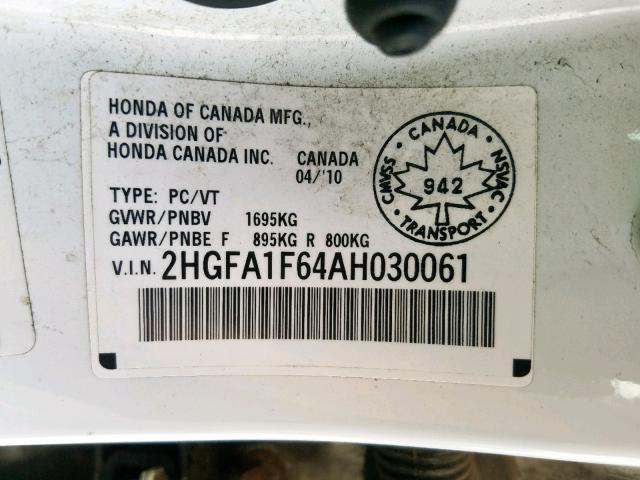 HONDA OF CANADA MFG.,
A DIVISION OF
HONDA CANADA INC. CANADA
04/'10
TYPE: PC/VT
GVWR/PNBV 1695KG
GAWR/PNBE F 895KG R 800KG
V.I.N. 2HGFA1F64AH030061
CANADA
CMVSS
NSVAC
942
TRANSPORT